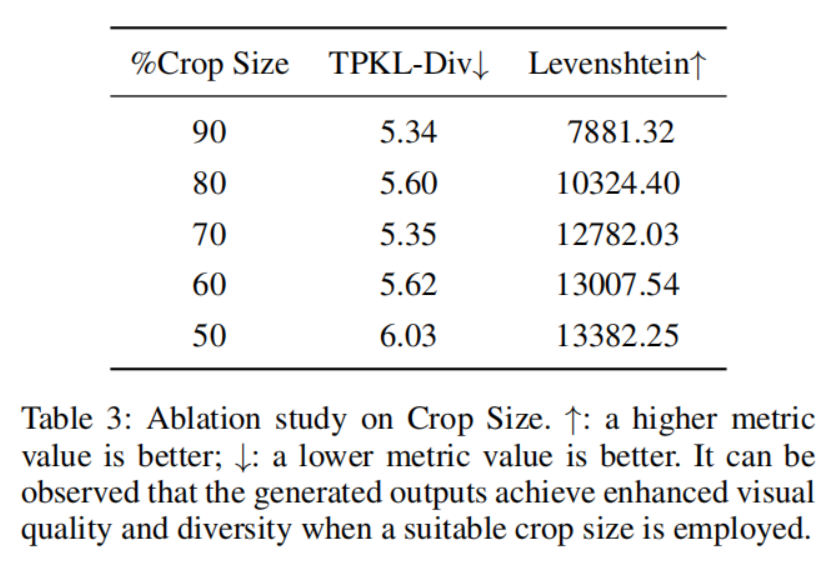 %Crop Size TPKL-Div↓ Levenshtein↑
90 5.34 7881.32
80 5.60 10324.40
70 5.35 12782.03
60 5.62 13007.54
50 6.03 13382.25
Table 3: Ablation study on Crop Size. ↑: a higher metric
value is better; ↓: a lower metric value is better. It can be
observed that the generated outputs achieve enhanced visual
quality and diversity when a suitable crop size is employed.